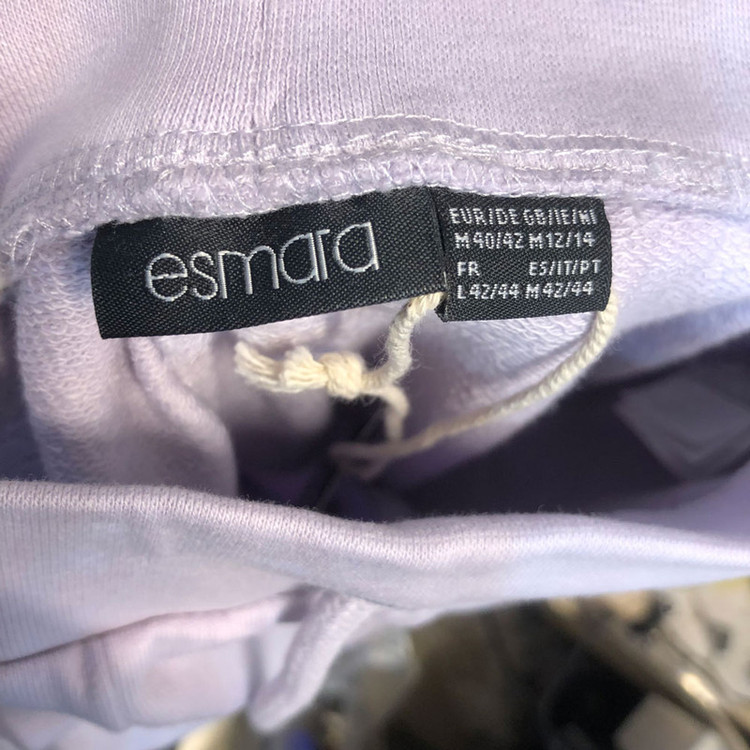 esmara
EUR/DE GB/IE/NI
M 40/42 M 12/14
FR ES/IT/PT
L 42/44 M 42/44